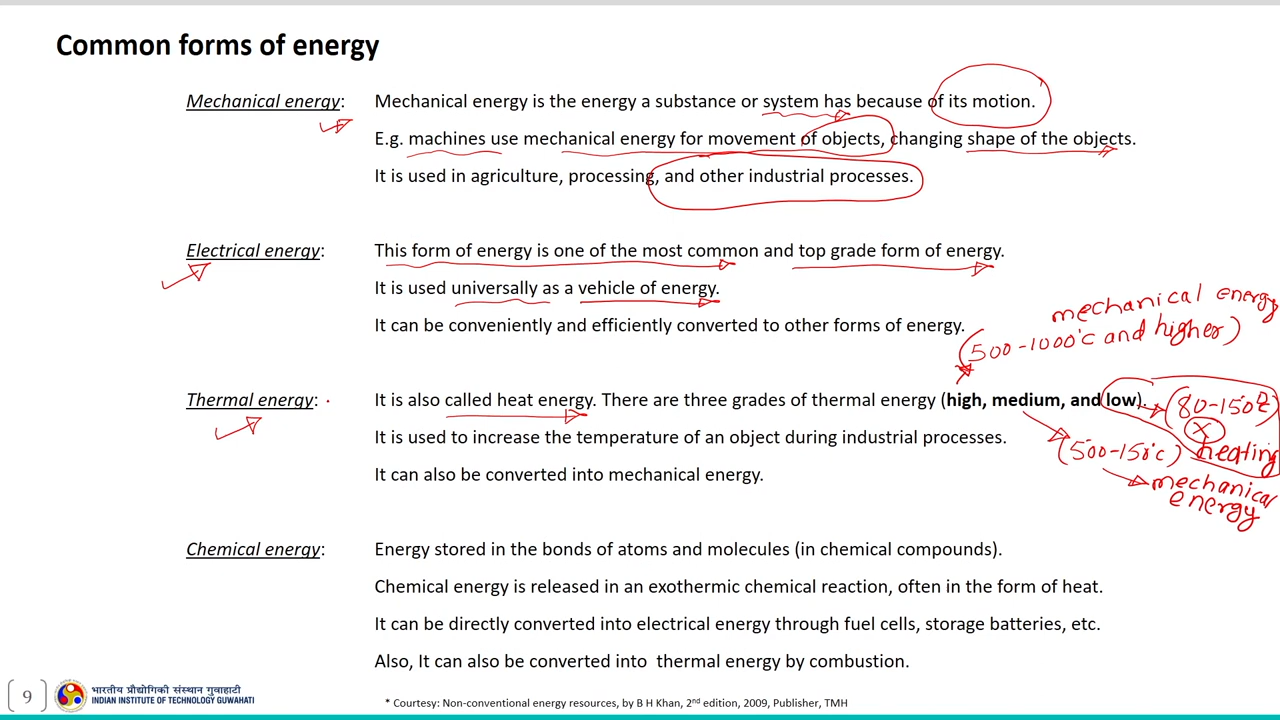 Common forms of energy
Mechanical energy: Mechanical energy is the energy a substance or system has because of its motion.
E.g. machines use mechanical energy for movement of objects, changing shape of the objects.
It is used in agriculture, processing, and other industrial processes.
Electrical energy: This form of energy is one of the most common and top grade form of energy.
It is used universally as a vehicle of energy.
It can be conveniently and efficiently converted to other forms of energy.
mechanical energy
(500-1000°C and higher)
Thermal energy: It is also called heat energy. There are three grades of thermal energy (high, medium, and low).
(80-150°C)
It is used to increase the temperature of an object during industrial processes.
(500-150°C) heating
It can also be converted into mechanical energy.
mechanical
energy
Chemical energy: Energy stored in the bonds of atoms and molecules (in chemical compounds).
Chemical energy is released in an exothermic chemical reaction, often in the form of heat.
It can be directly converted into electrical energy through fuel cells, storage batteries, etc.
Also, It can also be converted into thermal energy by combustion.
9
भारतीय प्रौद्योगिकी संस्थान गुवाहाटी
INDIAN INSTITUTE OF TECHNOLOGY GUWAHATI
* Courtesy: Non-conventional energy resources, by B H Khan, 2nd edition, 2009, Publisher, TMH